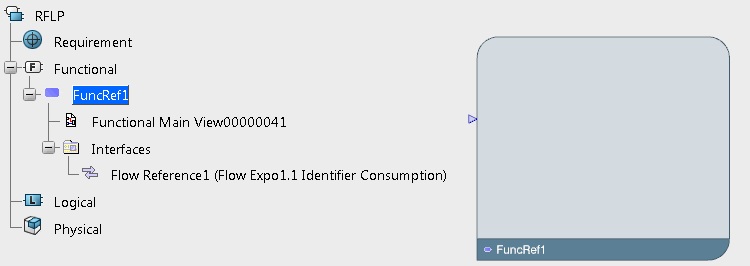 RFLP
Requirement
F Functional
FuncRef1
Functional Main View00000041
Interfaces
Flow Reference1 (Flow Expo1.1 Identifier Consumption)
L Logical
Physical
FuncRef1